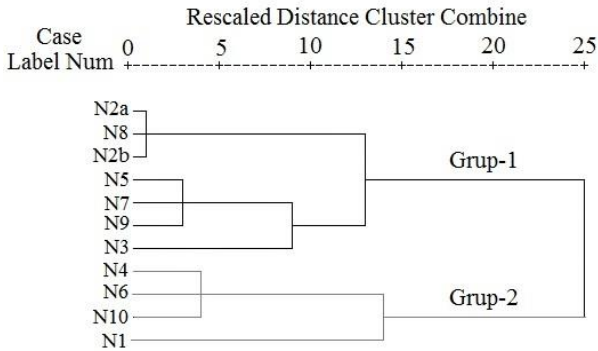 Rescaled Distance Cluster Combine
Case
Label Num
0 5 10 15 20 25
N2a
N8
N2b
N5
N7
N9
N3
N4
N6
N10
N1
Grup-1
Grup-2